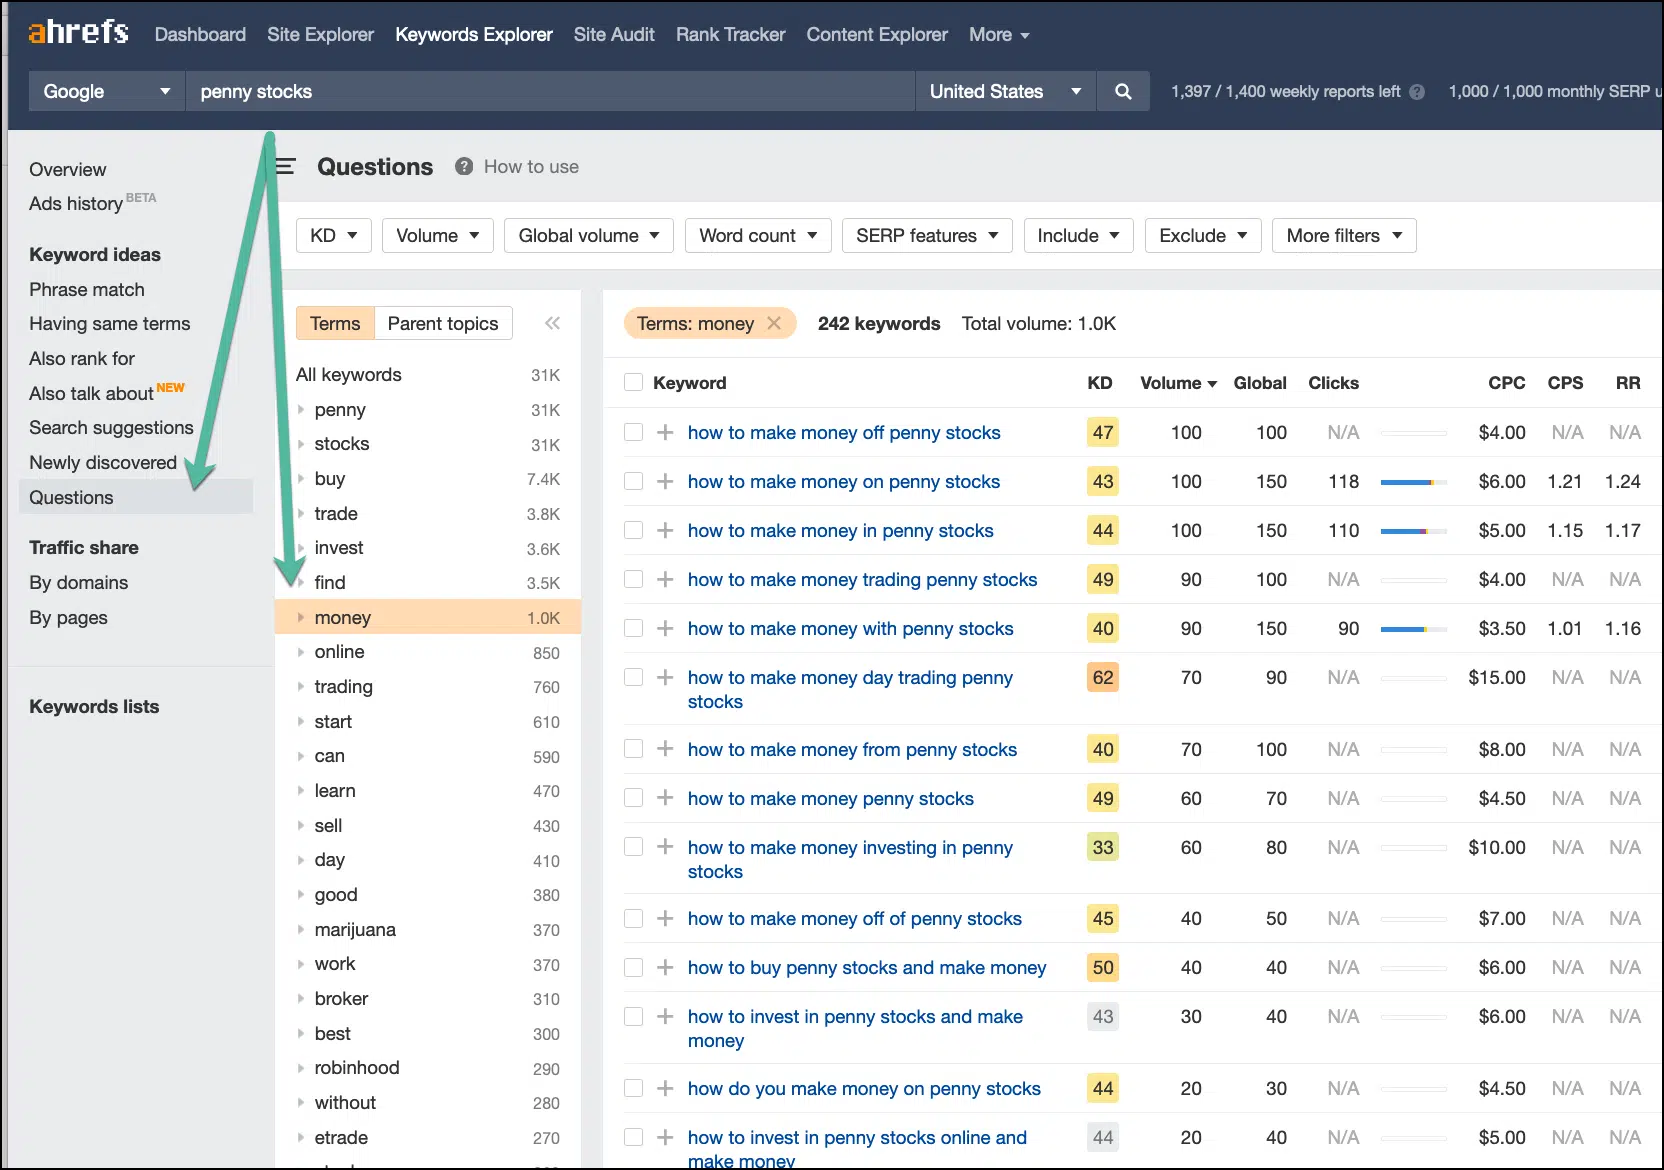 ahrefs Dashboard Site Explorer Keywords Explorer Site Audit Rank Tracker Content Explorer More
Google penny stocks United States 1,397 / 1,400 weekly reports left ? 1,000 / 1,000 monthly SERP
Overview
Ads history BETA
Keyword ideas
Phrase match
Having same terms
Also rank for
Also talk about NEW
Search suggestions
Newly discovered
Questions
Traffic share
By domains
By pages
Keywords lists
Questions ? How to use
KD Volume Global volume Word count SERP features Include Exclude More filters
Terms Parent topics
All keywords 31K
penny 31K
stocks 31K
buy 7.4K
trade 3.8K
invest 3.6K
find 3.5K
money 1.0K
online 850
trading 760
start 610
can 590
learn 470
sell 430
day 410
good 380
marijuana 370
work 370
broker 310
best 300
robinhood 290
without 280
etrade 270
Terms: money 242 keywords Total volume: 1.0K
Keyword KD Volume Global Clicks CPC CPS RR
how to make money off penny stocks 47 100 100 N/A $4.00 N/A N/A
how to make money on penny stocks 43 100 150 118 $6.00 1.21 1.24
how to make money in penny stocks 44 100 150 110 $5.00 1.15 1.17
how to make money trading penny stocks 49 90 100 N/A $4.00 N/A N/A
how to make money with penny stocks 40 90 150 90 $3.50 1.01 1.16
how to make money day trading penny 62 70 90 N/A $15.00 N/A N/A
stocks
how to make money from penny stocks 40 70 100 N/A $8.00 N/A N/A
how to make money penny stocks 49 60 70 N/A $4.50 N/A N/A
how to make money investing in penny 33 60 80 N/A $10.00 N/A N/A
stocks
how to make money off of penny stocks 45 40 50 N/A $7.00 N/A N/A
how to buy penny stocks and make money 50 40 40 N/A $6.00 N/A N/A
how to invest in penny stocks and make 43 30 40 N/A $6.00 N/A N/A
money
how do you make money on penny stocks 44 20 30 N/A $4.50 N/A N/A
how to invest in penny stocks online and 44 20 40 N/A $5.00 N/A N/A
make money